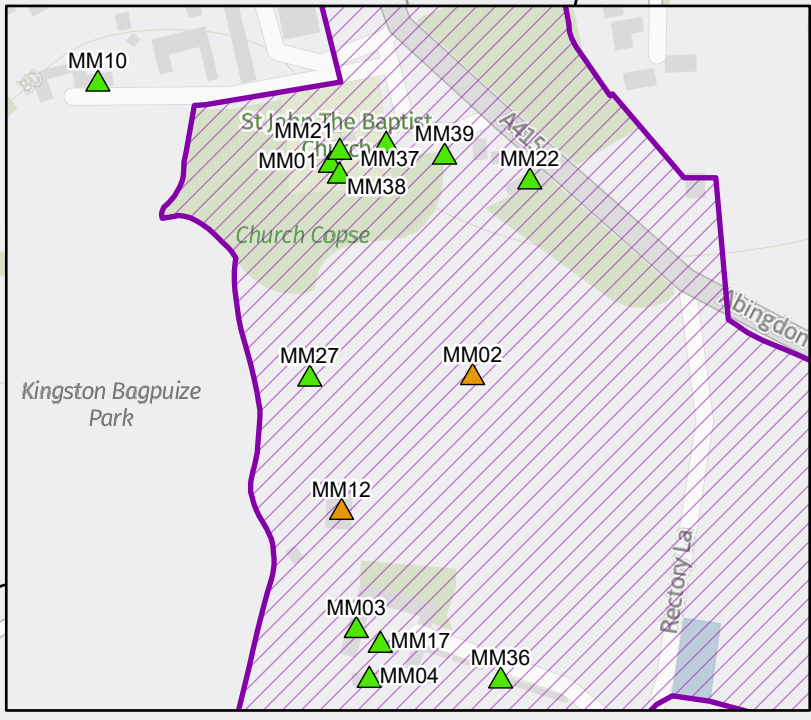 MM10
80
St John The Baptist
Church
MM21
MM39
MM01
MM37
MM22
MM38
A415
Church Copse
Abingdon
MM27
MM02
Kingston Bagpuize
Park
MM12
Rectory La
MM03
MM17
MM36
MM04